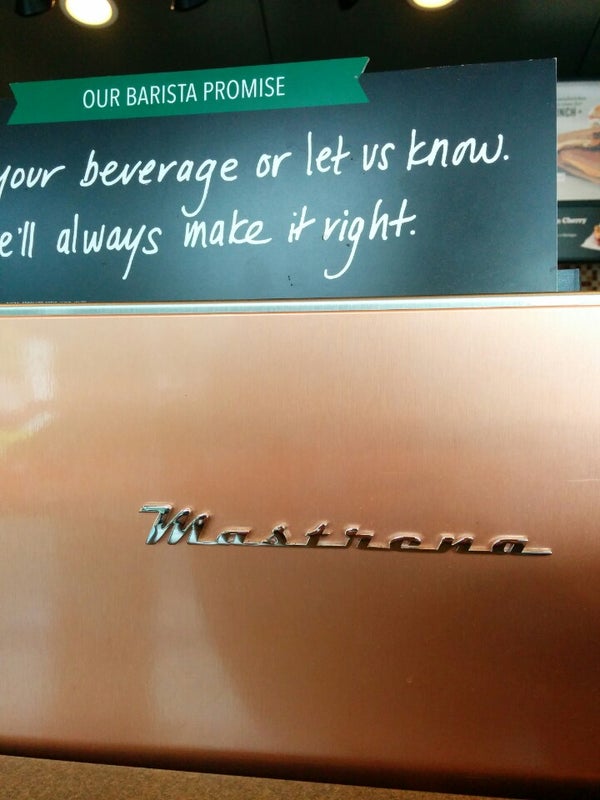 OUR BARISTA PROMISE
your beverage or let us know.
e'll always make it right.
Mastrena